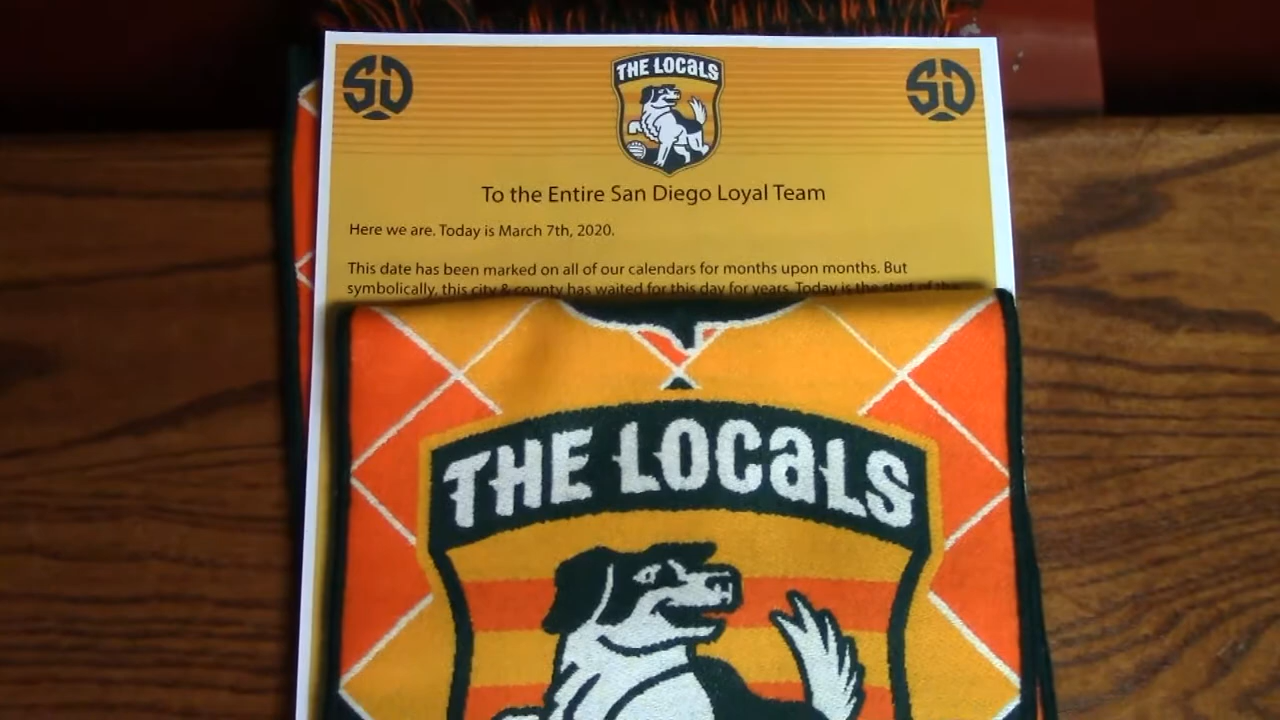 SD THE LOCaLS SD
To the Entire San Diego Loyal Team
Here we are. Today is March 7th, 2020.
This date has been marked on all of our calendars for months upon months. But
symbolically, this city & county has waited for this day for years. Today is the start of the
THE LOCaLS